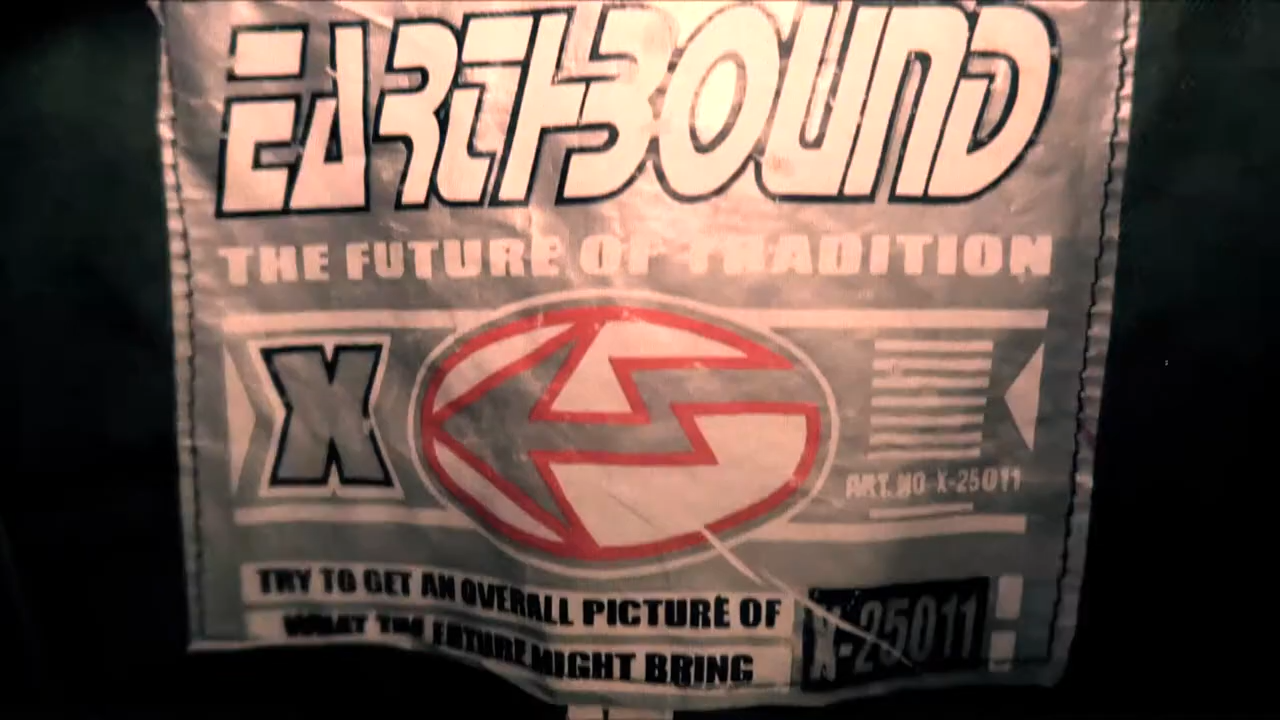 EARTHBOUND
THE FUTURE OF TRADITION
X
ART.NO X-25011
TRY TO GET AN OVERALL PICTURE OF
WHAT THE FUTURE MIGHT BRING
X-25011